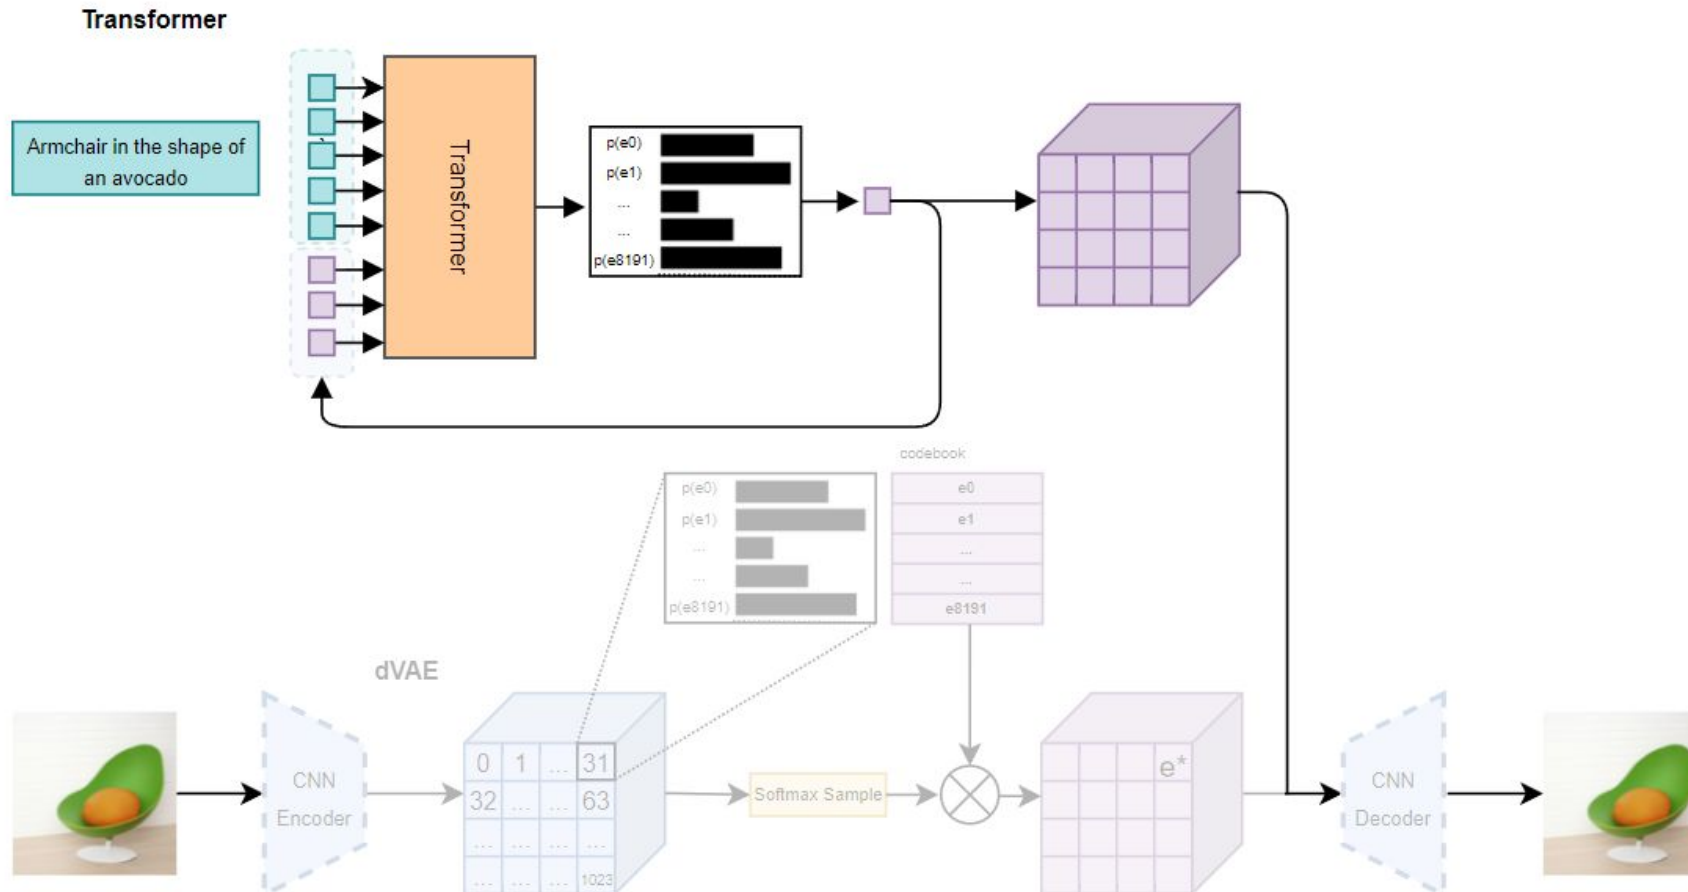 Transformer
Armchair in the shape of
an avocado
Transformer
p(e0)
p(e1)
...
...
p(e8191)
codebook
p(e0)
p(e1)
...
...
p(e8191)
e0
e1
...
...
e8191
dVAE
CNN
Encoder
0 1 ... 31
32 ... ... 63
... ... ... ...
... ... ... 1023
Softmax Sample
e*
CNN
Decoder